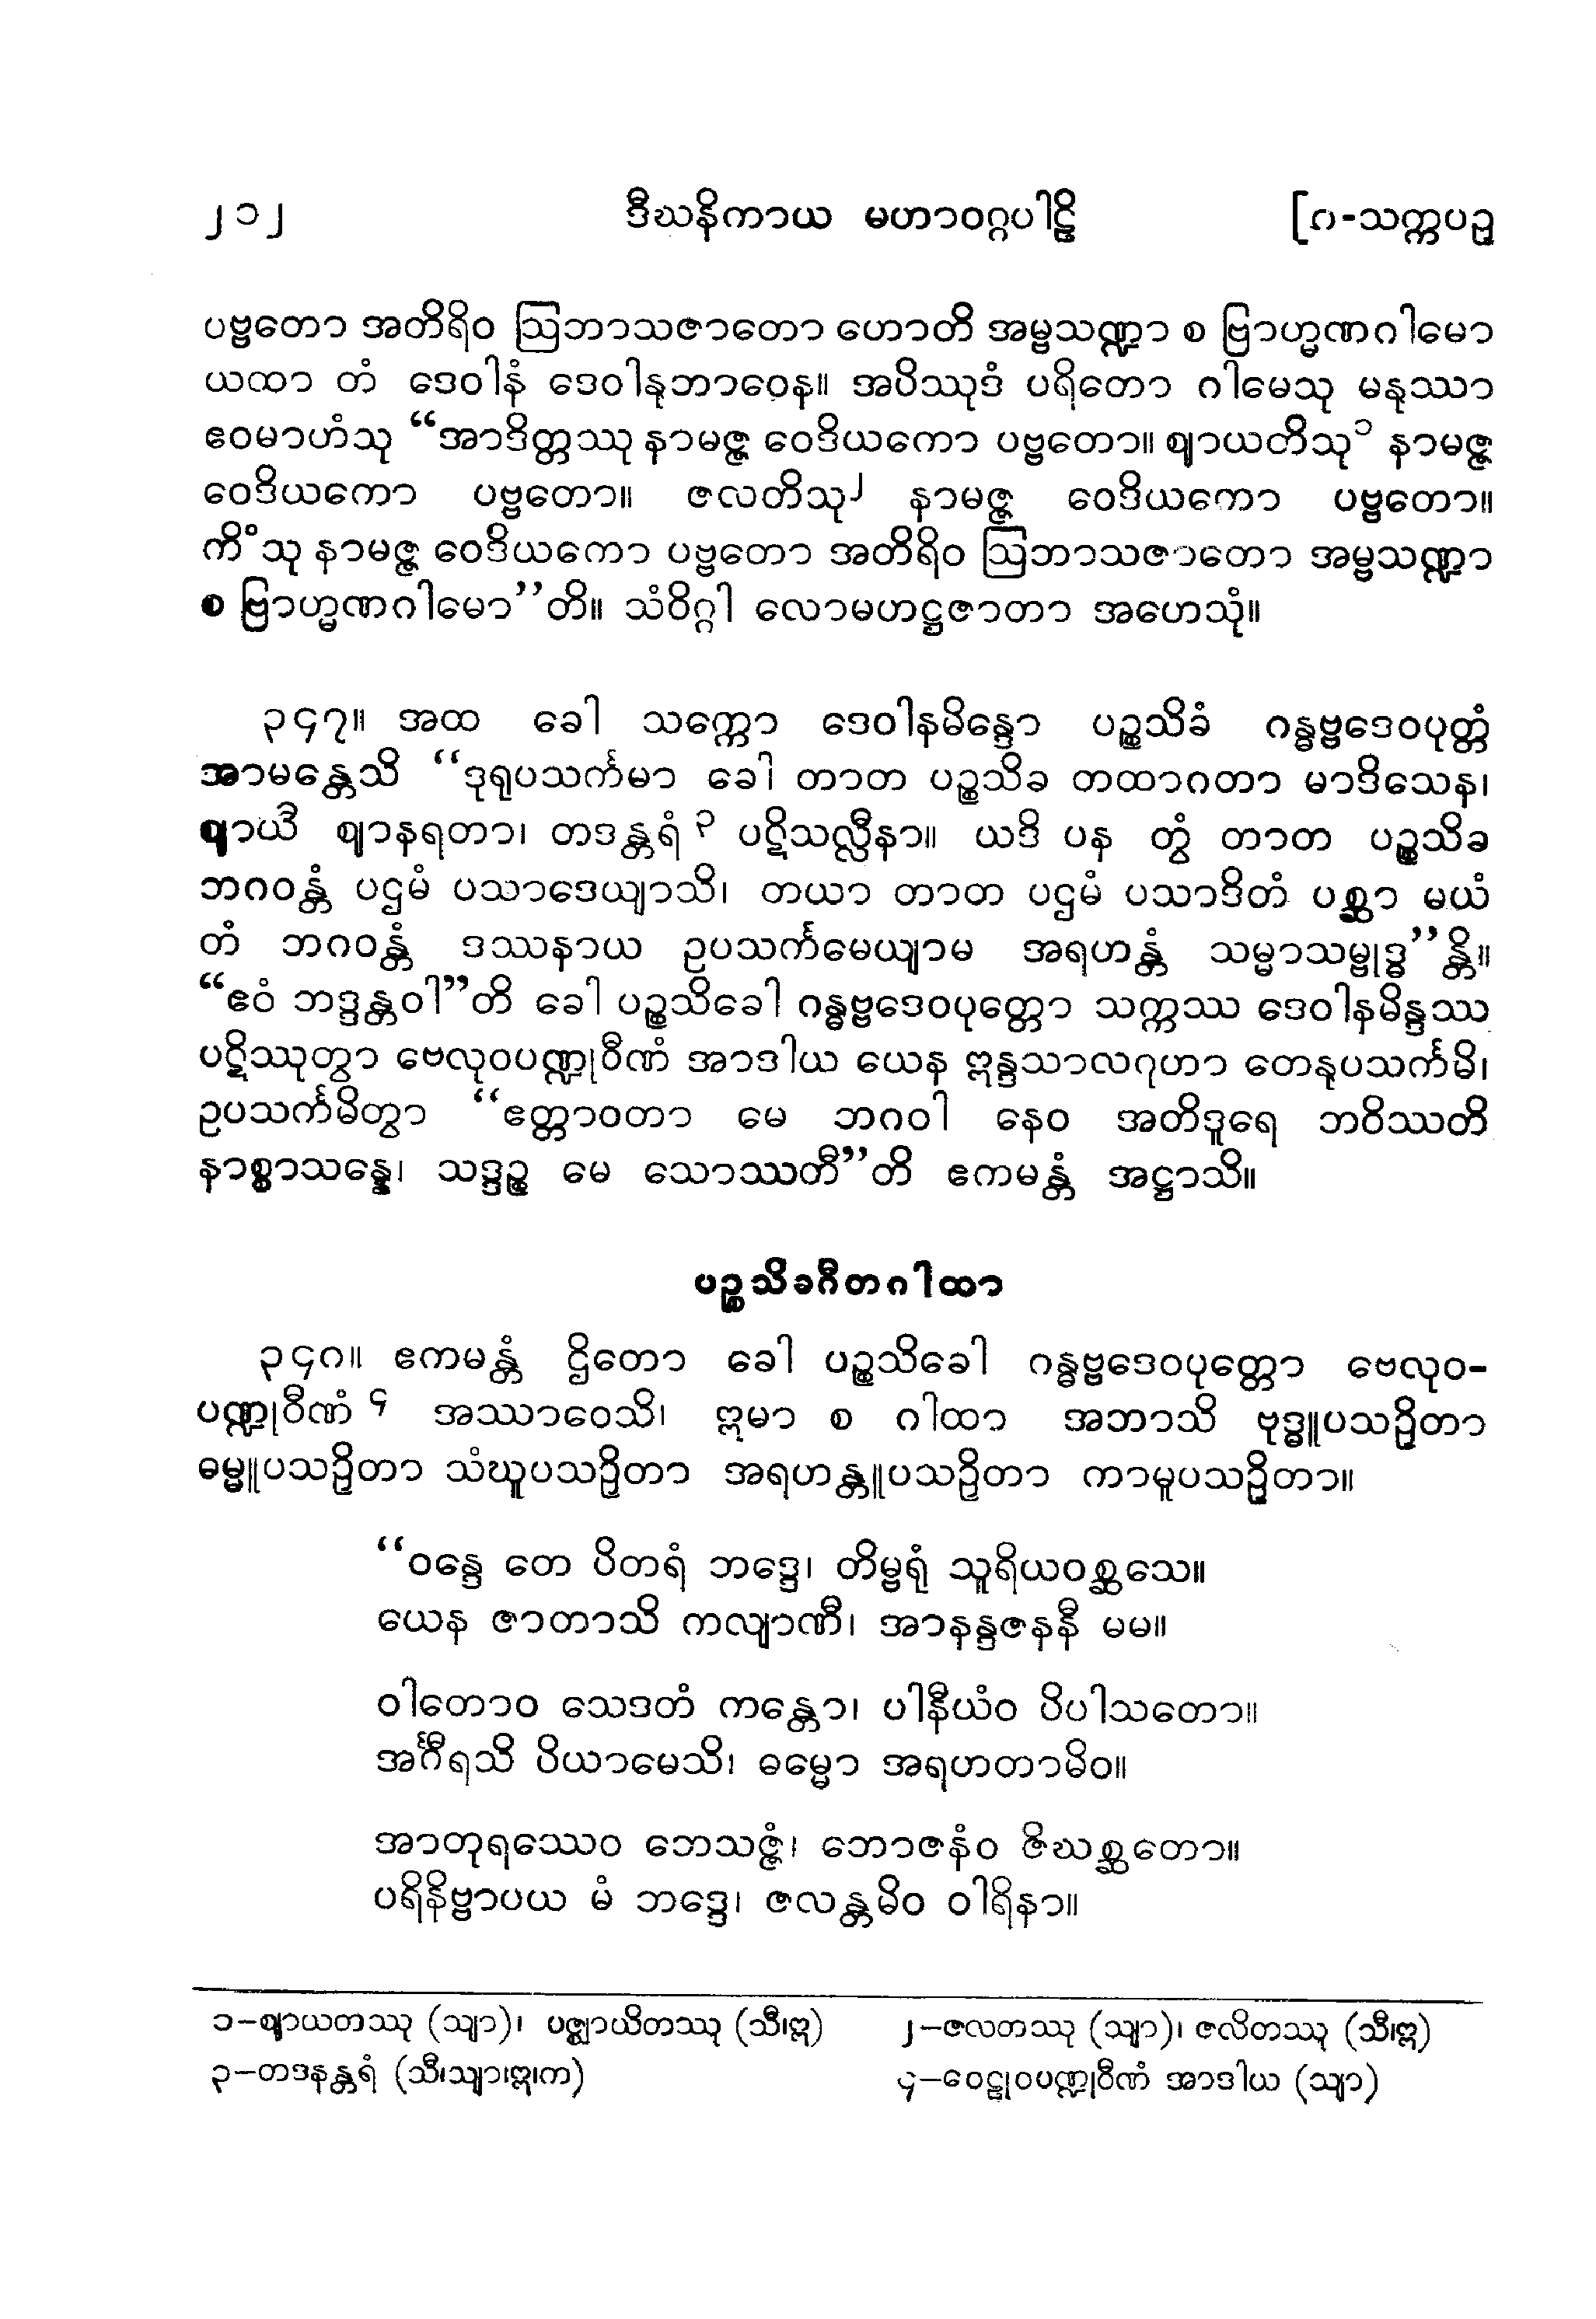 ၂၁၂ ဒီဃနိကာယ မဟာဝဂ္ဂပါဠိ [၈-သက္ကပဉှ
ပဗ္ဗတော အတိရိဝ ဩဘာသဇာတော ဟောတိ အမ္ဗသဏ္ဍာ စ ဗြာဟ္မဏဂါမော
ယထာ တံ ဒေဝါနံ ဒေဝါနုဘာဝေန။ အပိဿုဒံ ပရိတော ဂါမေသု မနုဿာ
ဧဝမာဟံသု “အာဒိတ္တဿု နာမဇ္ဇ ဝေဒိယကော ပဗ္ဗတော။ ဈာယတိသု၁ နာမဇ္ဇ
ဝေဒိယကော ပဗ္ဗတော။ ဇလတိသု၂ နာမဇ္ဇ ဝေဒိယကော ပဗ္ဗတော။
ကိံသု နာမဇ္ဇ ဝေဒိယကော ပဗ္ဗတော အတိရိဝ ဩဘာသဇာတော အမ္ဗသဏ္ဍာ
စ ဗြာဟ္မဏဂါမော”တိ။ သံဝိဂ္ဂါ လောမဟဋ္ဌဇာတာ အဟေသုံ။
၃၄၇။ အထ ခေါ သက္ကော ဒေဝါနမိန္ဒော ပဉ္စသိခံ ဂန္ဓဗ္ဗဒေဝပုတ္တံ
အာမန္တေသိ “ဒုရုပသင်္ကမာ ခေါ တာတ ပဉ္စသိခ တထာဂတာ မာဒိသေန၊
ဈာယီ ဈာနရတာ၊ တဒန္တရံ ၃ ပဋိသလ္လီနာ။ ယဒိ ပန တွံ တာတ ပဉ္စသိခ
ဘဂဝန္တံ ပဌမံ ပသာဒေယျာသိ၊ တယာ တာတ ပဌမံ ပသာဒိတံ ပစ္ဆာ မယံ
တံ ဘဂဝန္တံ ဒဿနာယ ဥပသင်္ကမေယျာမ အရဟန္တံ သမ္မာသမ္ဗုဒ္ဓ”န္တိ။
“ဧဝံ ဘဒ္ဒန္တဝါ”တိ ခေါ ပဉ္စသိခေါ ဂန္ဓဗ္ဗဒေဝပုတ္တော သက္ကဿ ဒေဝါနမိန္ဒဿ
ပဋိဿုတွာ ဗေလုဝပဏ္ဍုဝီဏံ အာဒါယ ယေန ဣန္ဒသာလဂုဟာ တေနုပသင်္ကမိ၊
ဥပသင်္ကမိတွာ “ဧတ္တာဝတာ မေ ဘဂဝါ နေဝ အတိဒူရေ ဘဝိဿတိ
နာစ္စာသန္နေ၊ သဒ္ဒဉ္စ မေ သောဿတီ”တိ ဧကမန္တံ အဋ္ဌာသိ။
ပဉ္စသိခဂီတဂါထာ
၃၄၈။ ဧကမန္တံ ဌိတော ခေါ ပဉ္စသိခေါ ဂန္ဓဗ္ဗဒေဝပုတ္တော ဗေလုဝ-
ပဏ္ဍုဝီဏံ ၄ အဿာဝေသိ၊ ဣမာ စ ဂါထာ အဘာသိ ဗုဒ္ဓူပသဉှိတာ
ဓမ္မူပသဉှိတာ သံဃူပသဉှိတာ အရဟန္တူပသဉှိတာ ကာမူပသဉှိတာ။
“ဝန္ဒေ တေ ပိတရံ ဘဒ္ဒေ၊ တိမ္ဗရုံ သူရိယဝစ္ဆသေ။
ယေန ဇာတာသိ ကလျာဏီ၊ အာနန္ဒဇနနီ မမ။
ဝါတောဝ သေဒတံ ကန္တော၊ ပါနီယံဝ ပိပါသတော။
အင်္ဂီရသိ ပိယာမေသိ၊ ဓမ္မော အရဟတာမိဝ။
အာတုရဿေဝ ဘေသဇ္ဇံ၊ ဘောဇနံဝ ဇိဃစ္ဆတော။
ပရိနိဗ္ဗာပယ မံ ဘဒ္ဒေ၊ ဇလန္တမိဝ ဝါရိနာ။
၁-ဈာယတဿု (သျာ)၊ ပဇ္ဈာယိတဿု (သီ၊ဣ) ၂-ဇလတဿု (သျာ)၊ ဇလိတဿု (သီ၊ဣ)
၃-တဒနန္တရံ (သီ၊သျာ၊ဣ၊က) ၄-ဝေဠုဝပဏ္ဍုဝီဏံ အာဒါယ (သျာ)